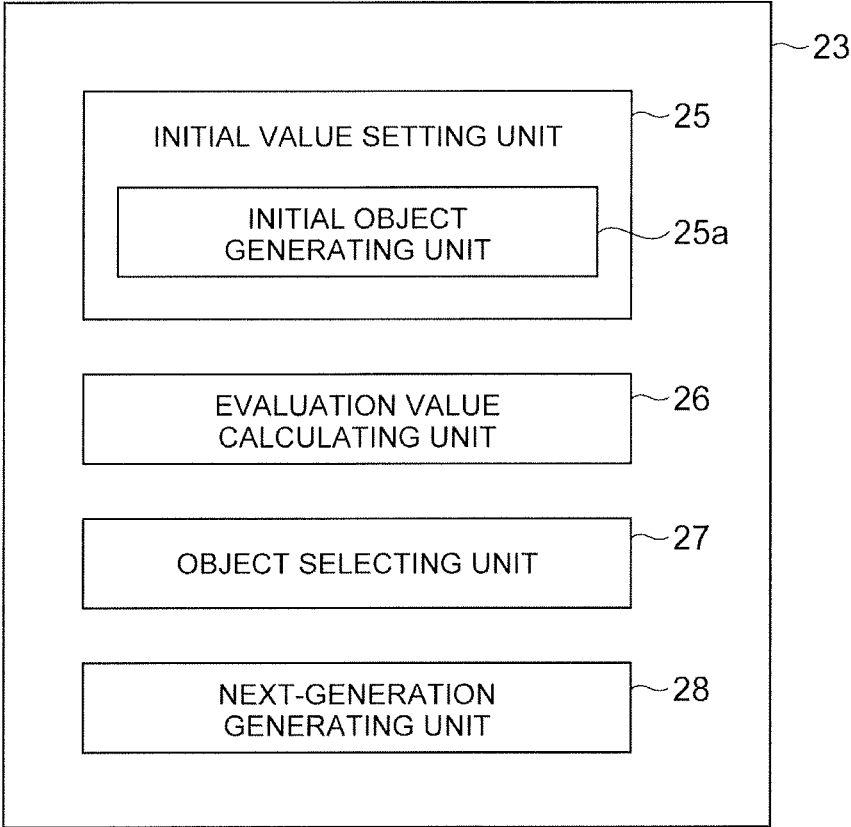 23
INITIAL VALUE SETTING UNIT
25
INITIAL OBJECT
GENERATING UNIT
25a
EVALUATION VALUE
CALCULATING UNIT
26
OBJECT SELECTING UNIT
27
NEXT-GENERATION
GENERATING UNIT
28